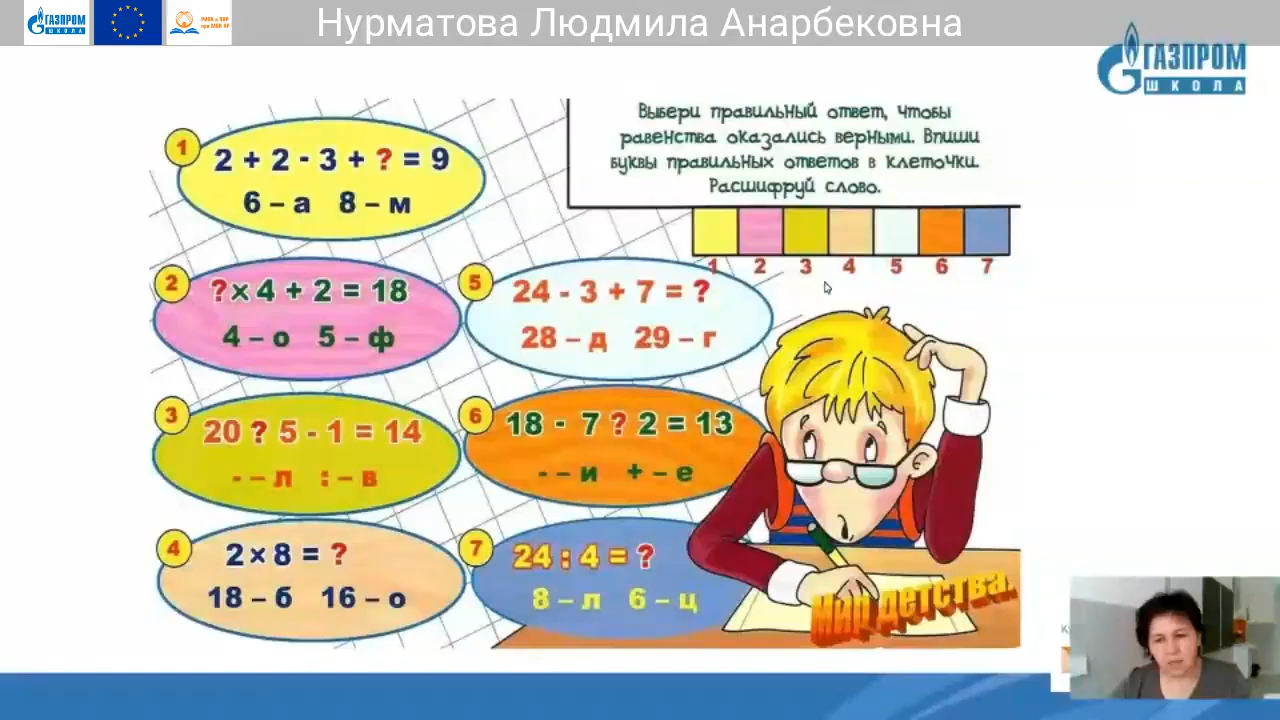 Нурматова Людмила Анарбековна
ГАЗПРОМ
ШКОЛА
ГАЗПРОМ
ШКОЛА
Выбери правильный ответ, чтобы
равенства оказались верными. Впиши
буквы правильных ответов в клеточки.
Расшифруй слово.
1 2 3 4 5 6 7
1
2 + 2 - 3 + ? = 9
6 – а 8 – м
2
? × 4 + 2 = 18
4 – о 5 – ф
3
20 ? 5 - 1 = 14
- – л : – в
4
2 × 8 = ?
18 – б 16 – о
5
24 - 3 + 7 = ?
28 – д 29 – г
6
18 - 7 ? 2 = 13
- – и + – е
7
24 : 4 = ?
8 – л 6 – ц
Мир детства.